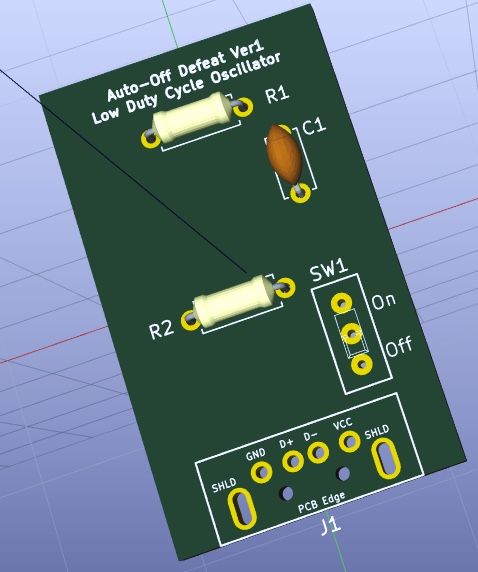 Auto-Off Defeat Ver1
Low Duty Cycle Oscillator
R1
C1
SW1
On
R2
Off
GND D+ D- VCC
SHLD SHLD
PCB Edge
J1